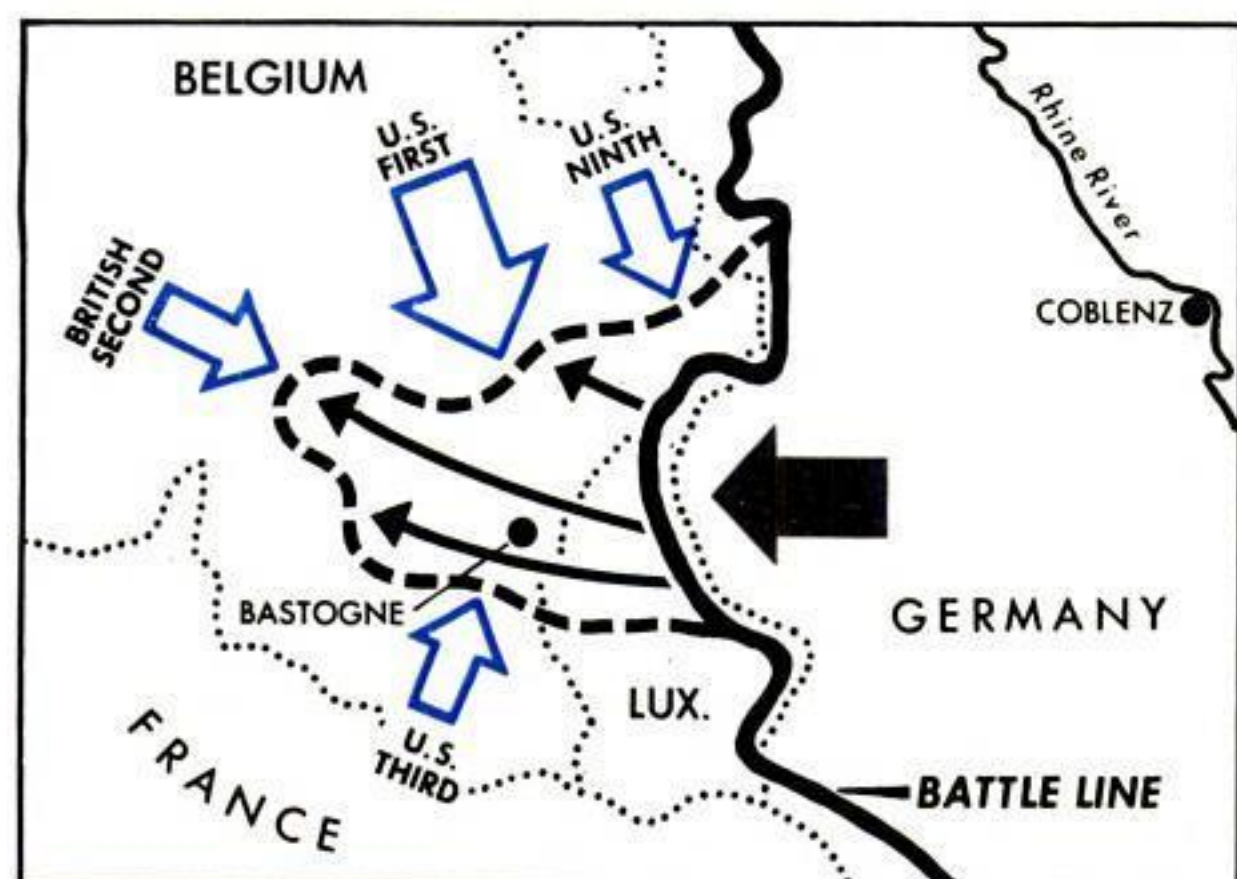 BELGIUM
U.S.
FIRST
U.S.
NINTH
Rhine River
BRITISH
SECOND
COBLENZ
BASTOGNE
GERMANY
LUX.
U.S.
THIRD
FRANCE
BATTLE LINE